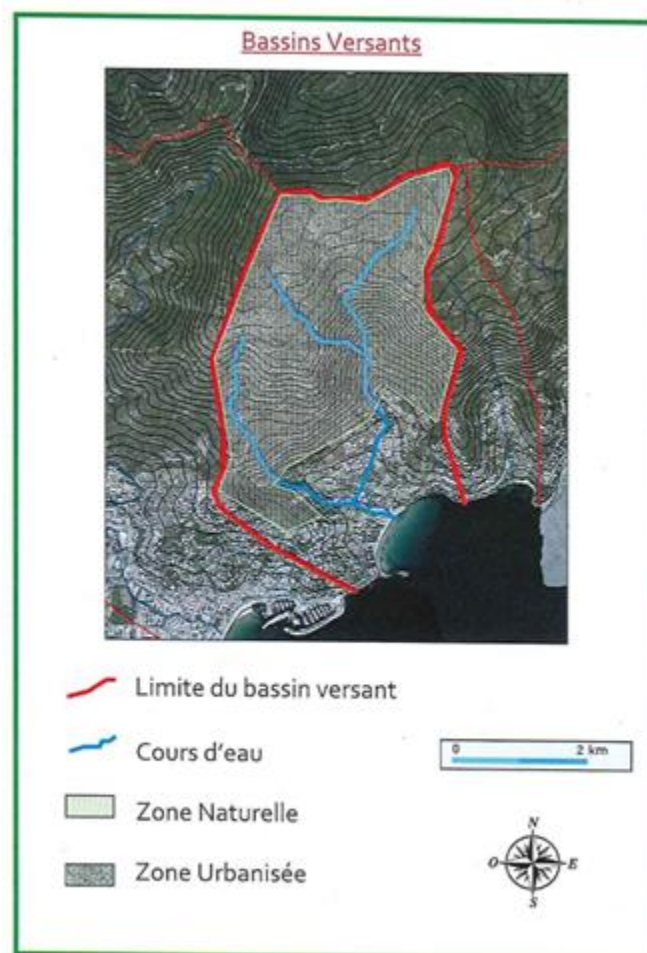 Bassins Versants
Limite du bassin versant
Cours d'eau
0 2 km
Zone Naturelle
Zone Urbanisée
N
O E
S